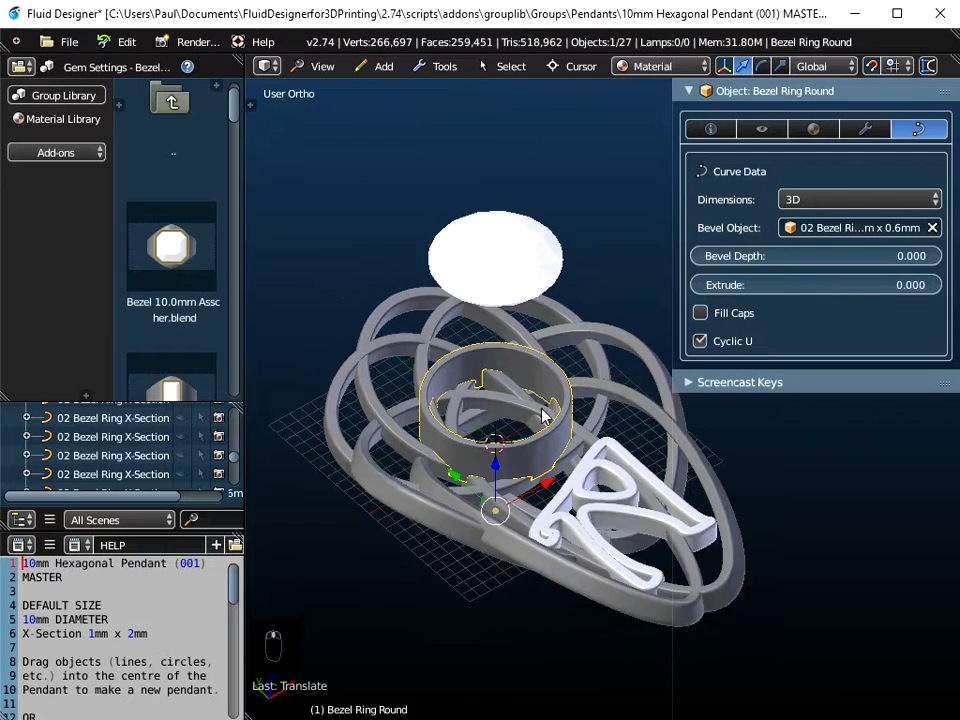 Fluid Designer* [C:\Users\Paul\Documents\FluidDesignerfor3DPrinting\2.74\scripts\addons\grouplib\Groups\Pendants\10mm Hexagonal Pendant (001) MASTE...
File Edit Render... Help v2.74 | Verts:266,697 | Faces:259,451 | Tris:518,962 | Objects:1/27 | Lamps:0/0 | Mem:31.80M | Bezel Ring Round
Gem Settings - Bezel...
View Add Tools Select Cursor Material Global
Group Library
Material Library
Add-ons
..
Bezel 10.0mm Assc
her.blend
User Ortho
Object: Bezel Ring Round
Curve Data
Dimensions: 3D
Bevel Object: 02 Bezel Ri...m x 0.6mm
Bevel Depth: 0.000
Extrude: 0.000
Fill Caps
Cyclic U
Screencast Keys
02 Bezel Ring X-Section
02 Bezel Ring X-Section
02 Bezel Ring X-Section
02 Bezel Ring X-Section
5m
All Scenes
HELP
1 10mm Hexagonal Pendant (001)
2 MASTER
3
4 DEFAULT SIZE
5 10mm DIAMETER
6 X-Section 1mm x 2mm
7
8 Drag objects (lines, circles,
9 etc.) into the centre of the
10 Pendant to make a new pendant.
11
12 OR
Last: Translate
(1) Bezel Ring Round